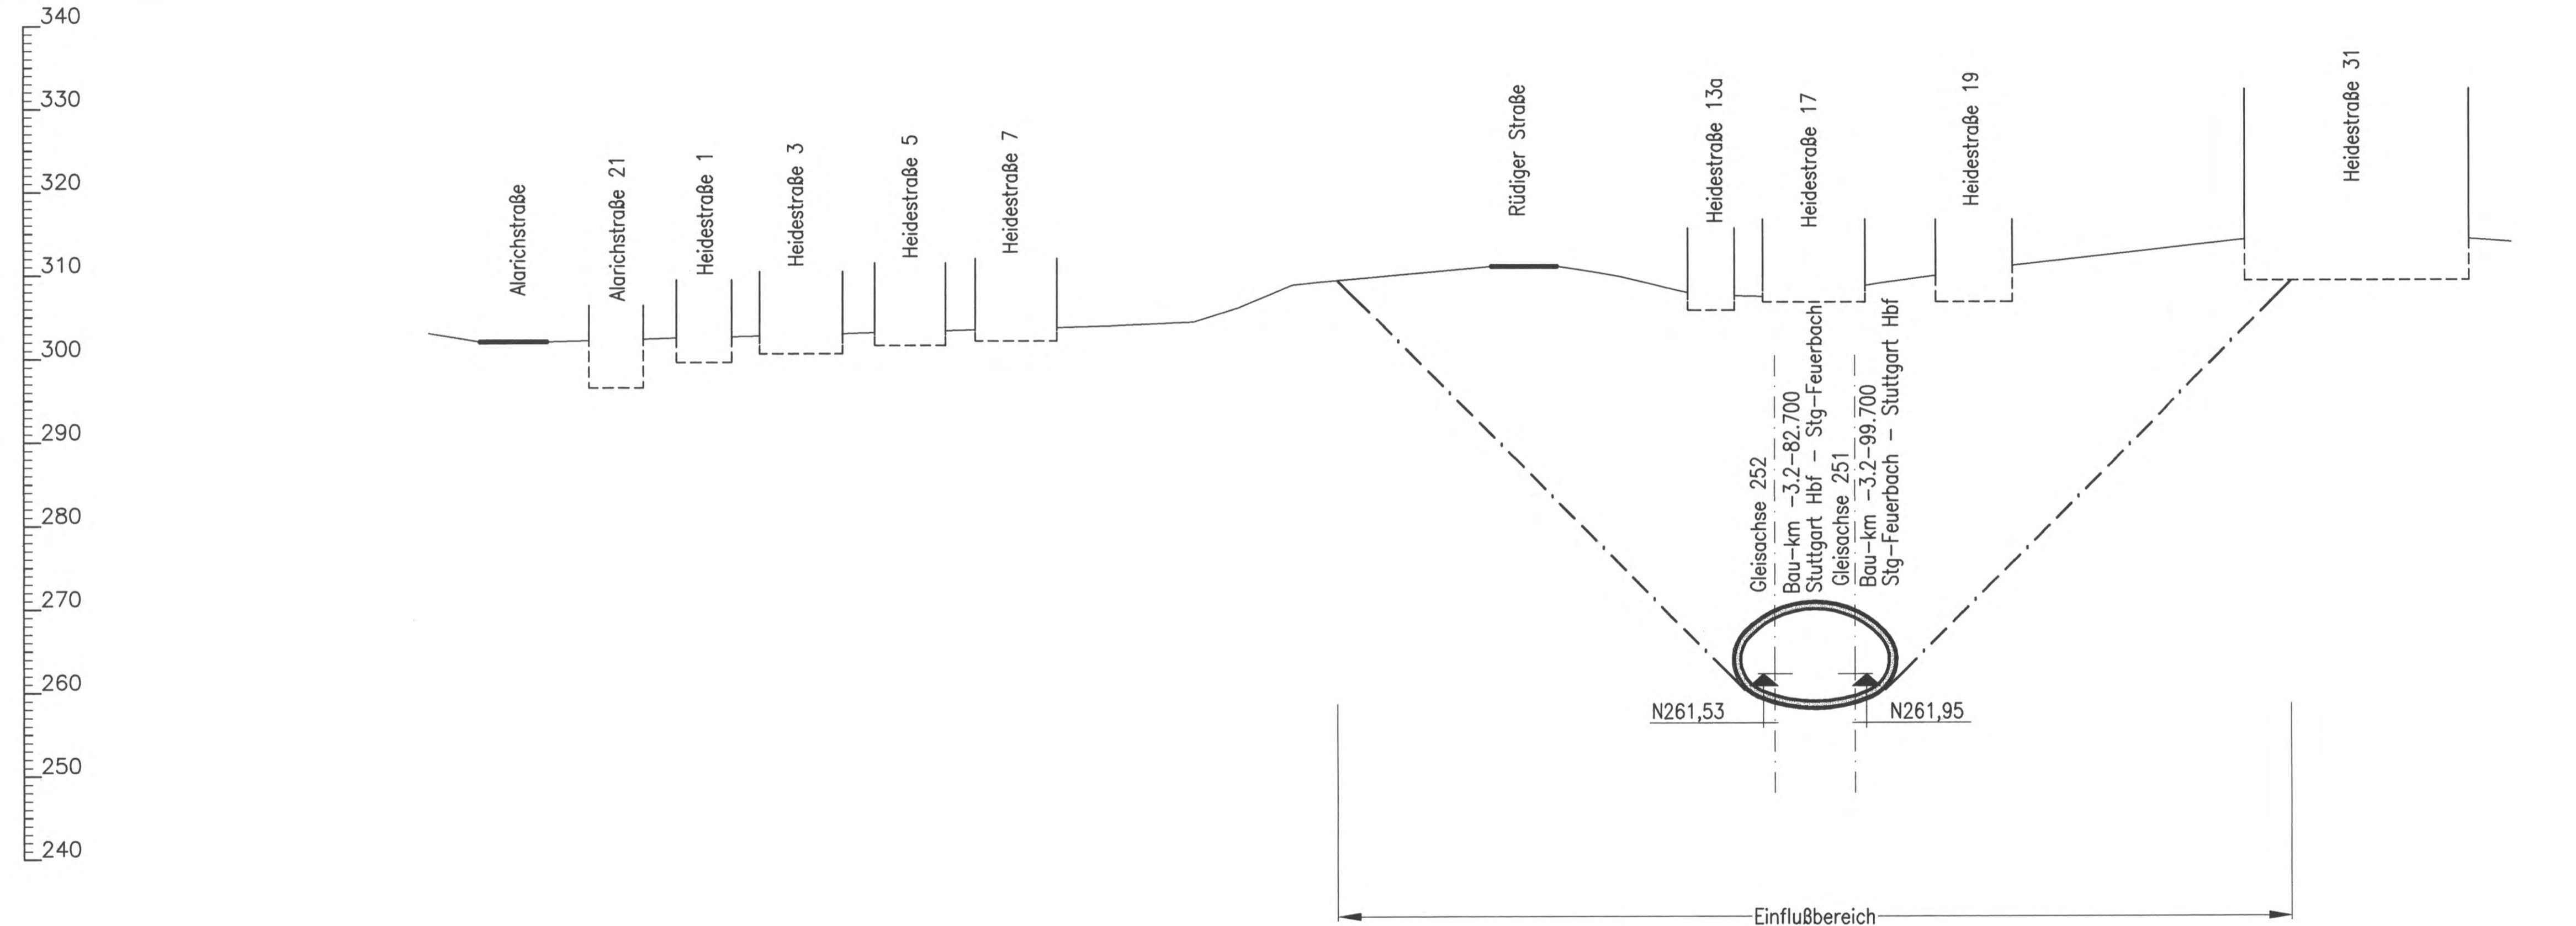 340
330
320
310
300
290
280
270
260
250
240
Alarichstraße
Alarichstraße 21
Heidestraße 1
Heidestraße 3
Heidestraße 5
Heidestraße 7
Rüdiger Straße
Heidestraße 13a
Heidestraße 17
Heidestraße 19
Heidestraße 31
Gleisachse 252
Bau-km -3.2-82.700
Stuttgart Hbf - Stg-Feuerbach
Gleisachse 251
Bau-km -3.2-99.700
Stg-Feuerbach - Stuttgart Hbf
N261,53
N261,95
Einflußbereich